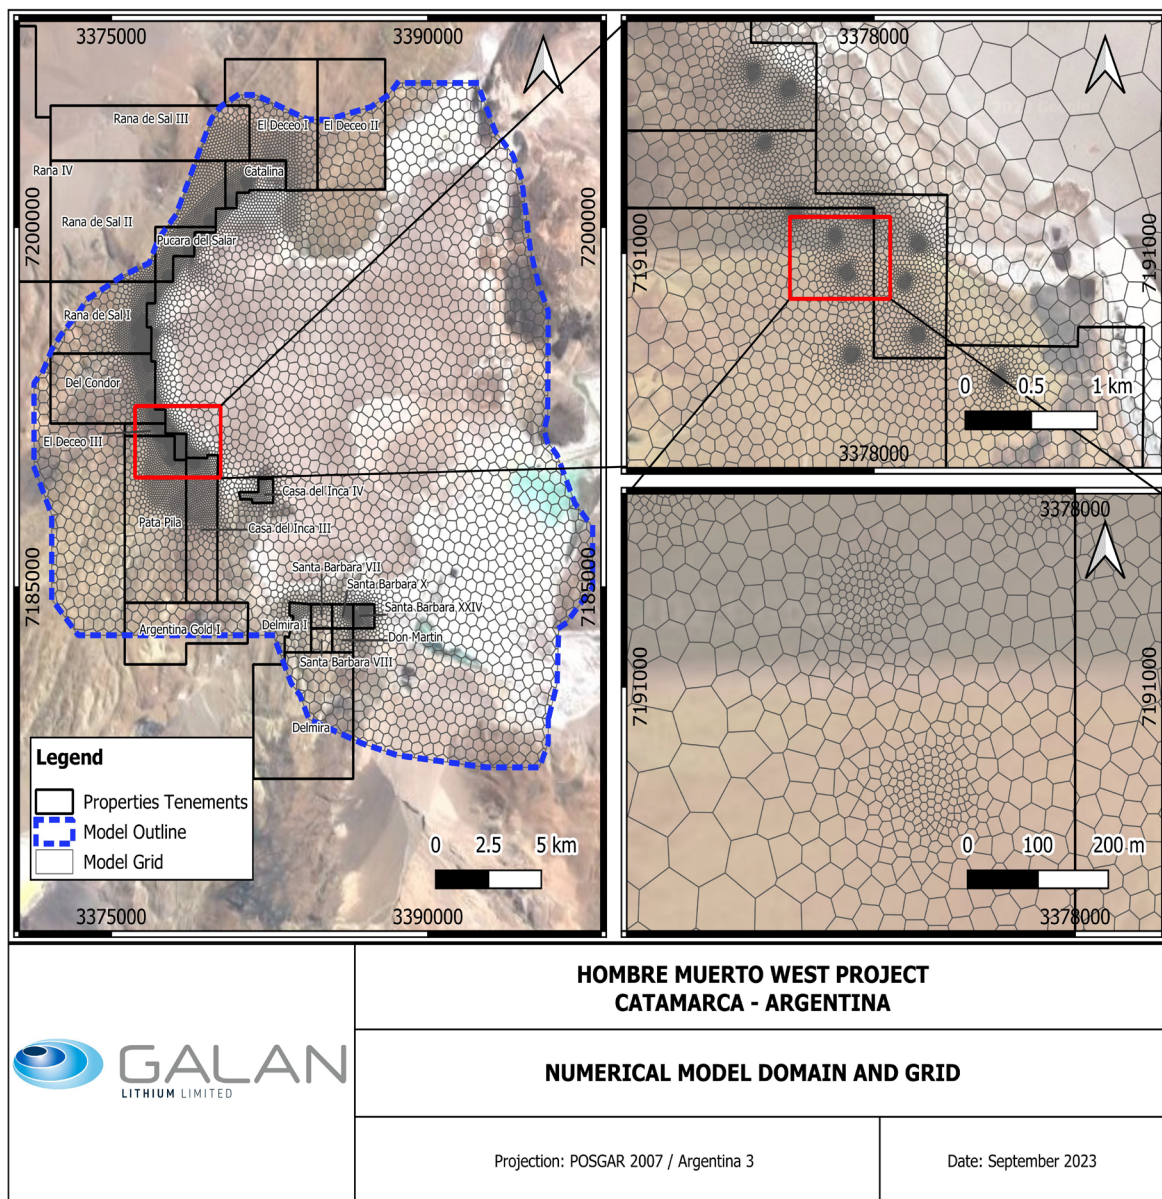 3375000
3390000
Rana de Sal III
El Deceo I
El Deceo II
Rana IV
Catalina
Rana de Sal II
Pucara del Salar
7200000
7200000
Rana de Sal I
Del Condor
El Deceo III
Casa del Inca IV
Pata Pila
Casa del Inca III
Santa Barbara VII
Santa Barbara X
7185000
7185000
Santa Barbara XXIV
Argentina Gold I
Delmira I
Don Martin
Santa Barbara VIII
Delmira
Legend
Properties Tenements
Model Outline
Model Grid
0 2.5 5 km
3375000
3390000
3378000
7191000
7191000
0 0.5 1 km
3378000
3378000
7191000
7191000
0 100 200 m
3378000
GALAN
LITHIUM LIMITED
HOMBRE MUERTO WEST PROJECT
CATAMARCA - ARGENTINA
NUMERICAL MODEL DOMAIN AND GRID
Projection: POSGAR 2007 / Argentina 3
Date: September 2023